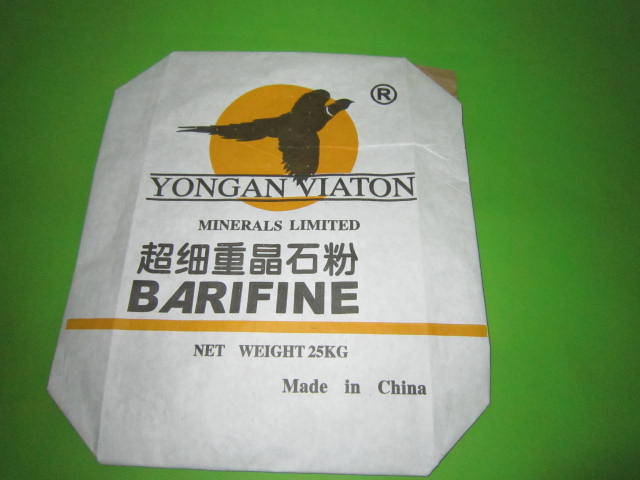 ®
YONGAN VIATON
MINERALS LIMITED
超细重晶石粉
BARIFINE
NET WEIGHT 25KG
Made in China